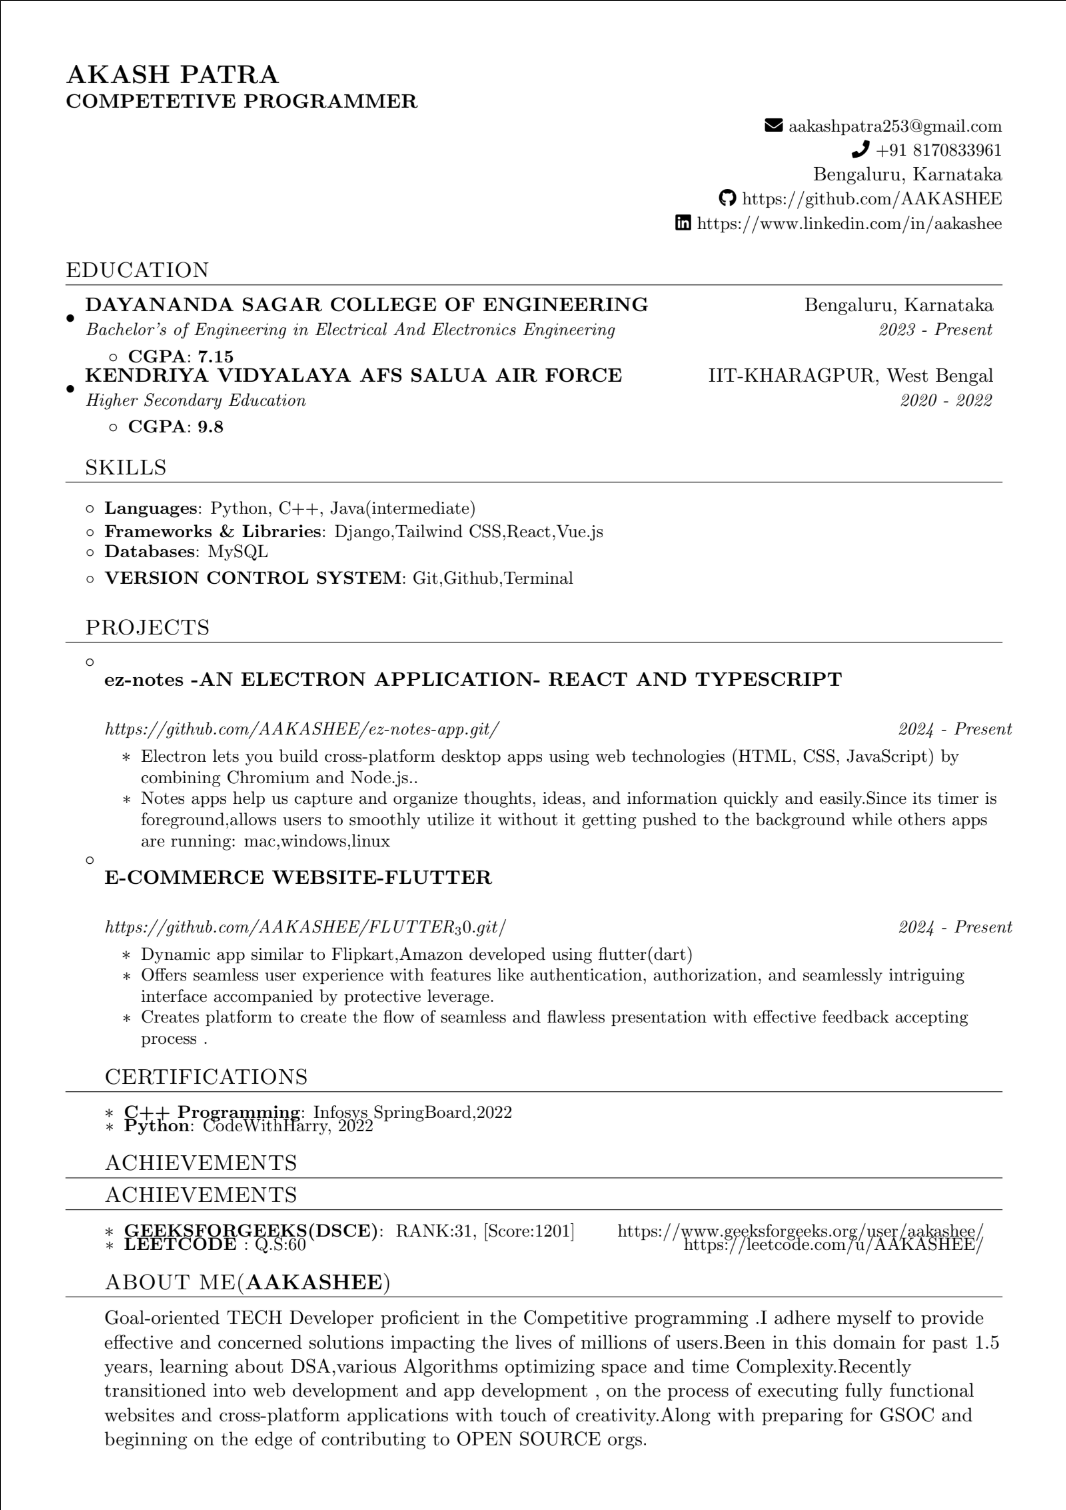 AKASH PATRA
COMPETETIVE PROGRAMMER
aakashpatra253@gmail.com
+91 8170833961
Bengaluru, Karnataka
https://github.com/AAKASHEE
https://www.linkedin.com/in/aakashee
EDUCATION
• DAYANANDA SAGAR COLLEGE OF ENGINEERING Bengaluru, Karnataka
Bachelor's of Engineering in Electrical And Electronics Engineering 2023 - Present
◦ CGPA: 7.15
• KENDRIYA VIDYALAYA AFS SALUA AIR FORCE IIT-KHARAGPUR, West Bengal
Higher Secondary Education 2020 - 2022
◦ CGPA: 9.8
SKILLS
◦ Languages: Python, C++, Java(intermediate)
◦ Frameworks & Libraries: Django,Tailwind CSS,React,Vue.js
◦ Databases: MySQL
◦ VERSION CONTROL SYSTEM: Git,Github,Terminal
PROJECTS
◦ ez-notes -AN ELECTRON APPLICATION- REACT AND TYPESCRIPT
https://github.com/AAKASHEE/ez-notes-app.git/ 2024 - Present
∗ Electron lets you build cross-platform desktop apps using web technologies (HTML, CSS, JavaScript) by
combining Chromium and Node.js..
∗ Notes apps help us capture and organize thoughts, ideas, and information quickly and easily.Since its timer is
foreground,allows users to smoothly utilize it without it getting pushed to the background while others apps
are running: mac,windows,linux
◦ E-COMMERCE WEBSITE-FLUTTER
https://github.com/AAKASHEE/FLUTTER₃0.git/ 2024 - Present
∗ Dynamic app similar to Flipkart,Amazon developed using flutter(dart)
∗ Offers seamless user experience with features like authentication, authorization, and seamlessly intriguing
interface accompanied by protective leverage.
∗ Creates platform to create the flow of seamless and flawless presentation with effective feedback accepting
process .
CERTIFICATIONS
∗ C++ Programming: Infosys SpringBoard,2022
∗ Python: CodeWithHarry, 2022
ACHIEVEMENTS
ACHIEVEMENTS
∗ GEEKSFORGEEKS(DSCE): RANK:31, [Score:1201] https://www.geeksforgeeks.org/user/aakashee/
∗ LEETCODE : Q.S:60 https://leetcode.com/u/AAKASHEE/
ABOUT ME(AAKASHEE)
Goal-oriented TECH Developer proficient in the Competitive programming .I adhere myself to provide
effective and concerned solutions impacting the lives of millions of users.Been in this domain for past 1.5
years, learning about DSA,various Algorithms optimizing space and time Complexity.Recently
transitioned into web development and app development , on the process of executing fully functional
websites and cross-platform applications with touch of creativity.Along with preparing for GSOC and
beginning on the edge of contributing to OPEN SOURCE orgs.